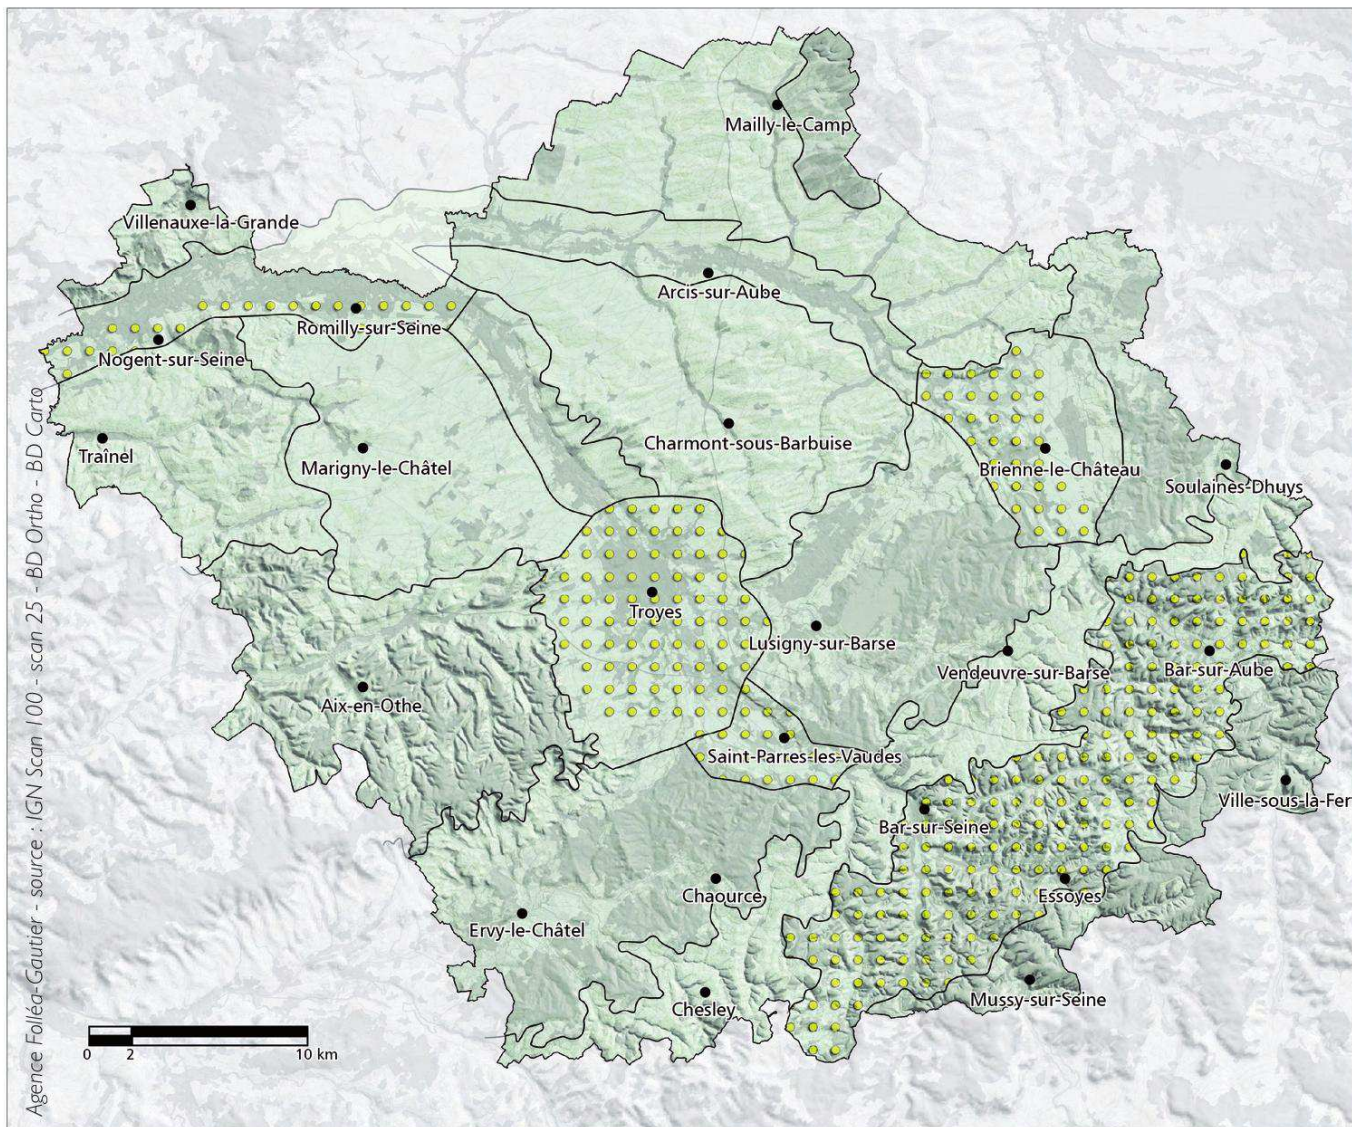 Mailly-le-Camp
Villenauxe-la-Grande
Arcis-sur-Aube
Romilly-sur-Seine
Nogent-sur-Seine
Charmont-sous-Barbuise
Traînel
Marigny-le-Châtel
Brienne-le-Château
Soulaines-Dhuys
Troyes
Lusigny-sur-Barse
Vendeuvre-sur-Barse
Bar-sur-Aube
Aix-en-Othe
Saint-Parres-les-Vaudes
Ville-sous-la-Fer
Bar-sur-Seine
Chaource
Essoyes
Ervy-le-Châtel
Chesley
Mussy-sur-Seine
0 2 10 km
Agence Folléa-Gautier - source : IGN Scan 100 - scan 25 - BD Ortho - BD Carto